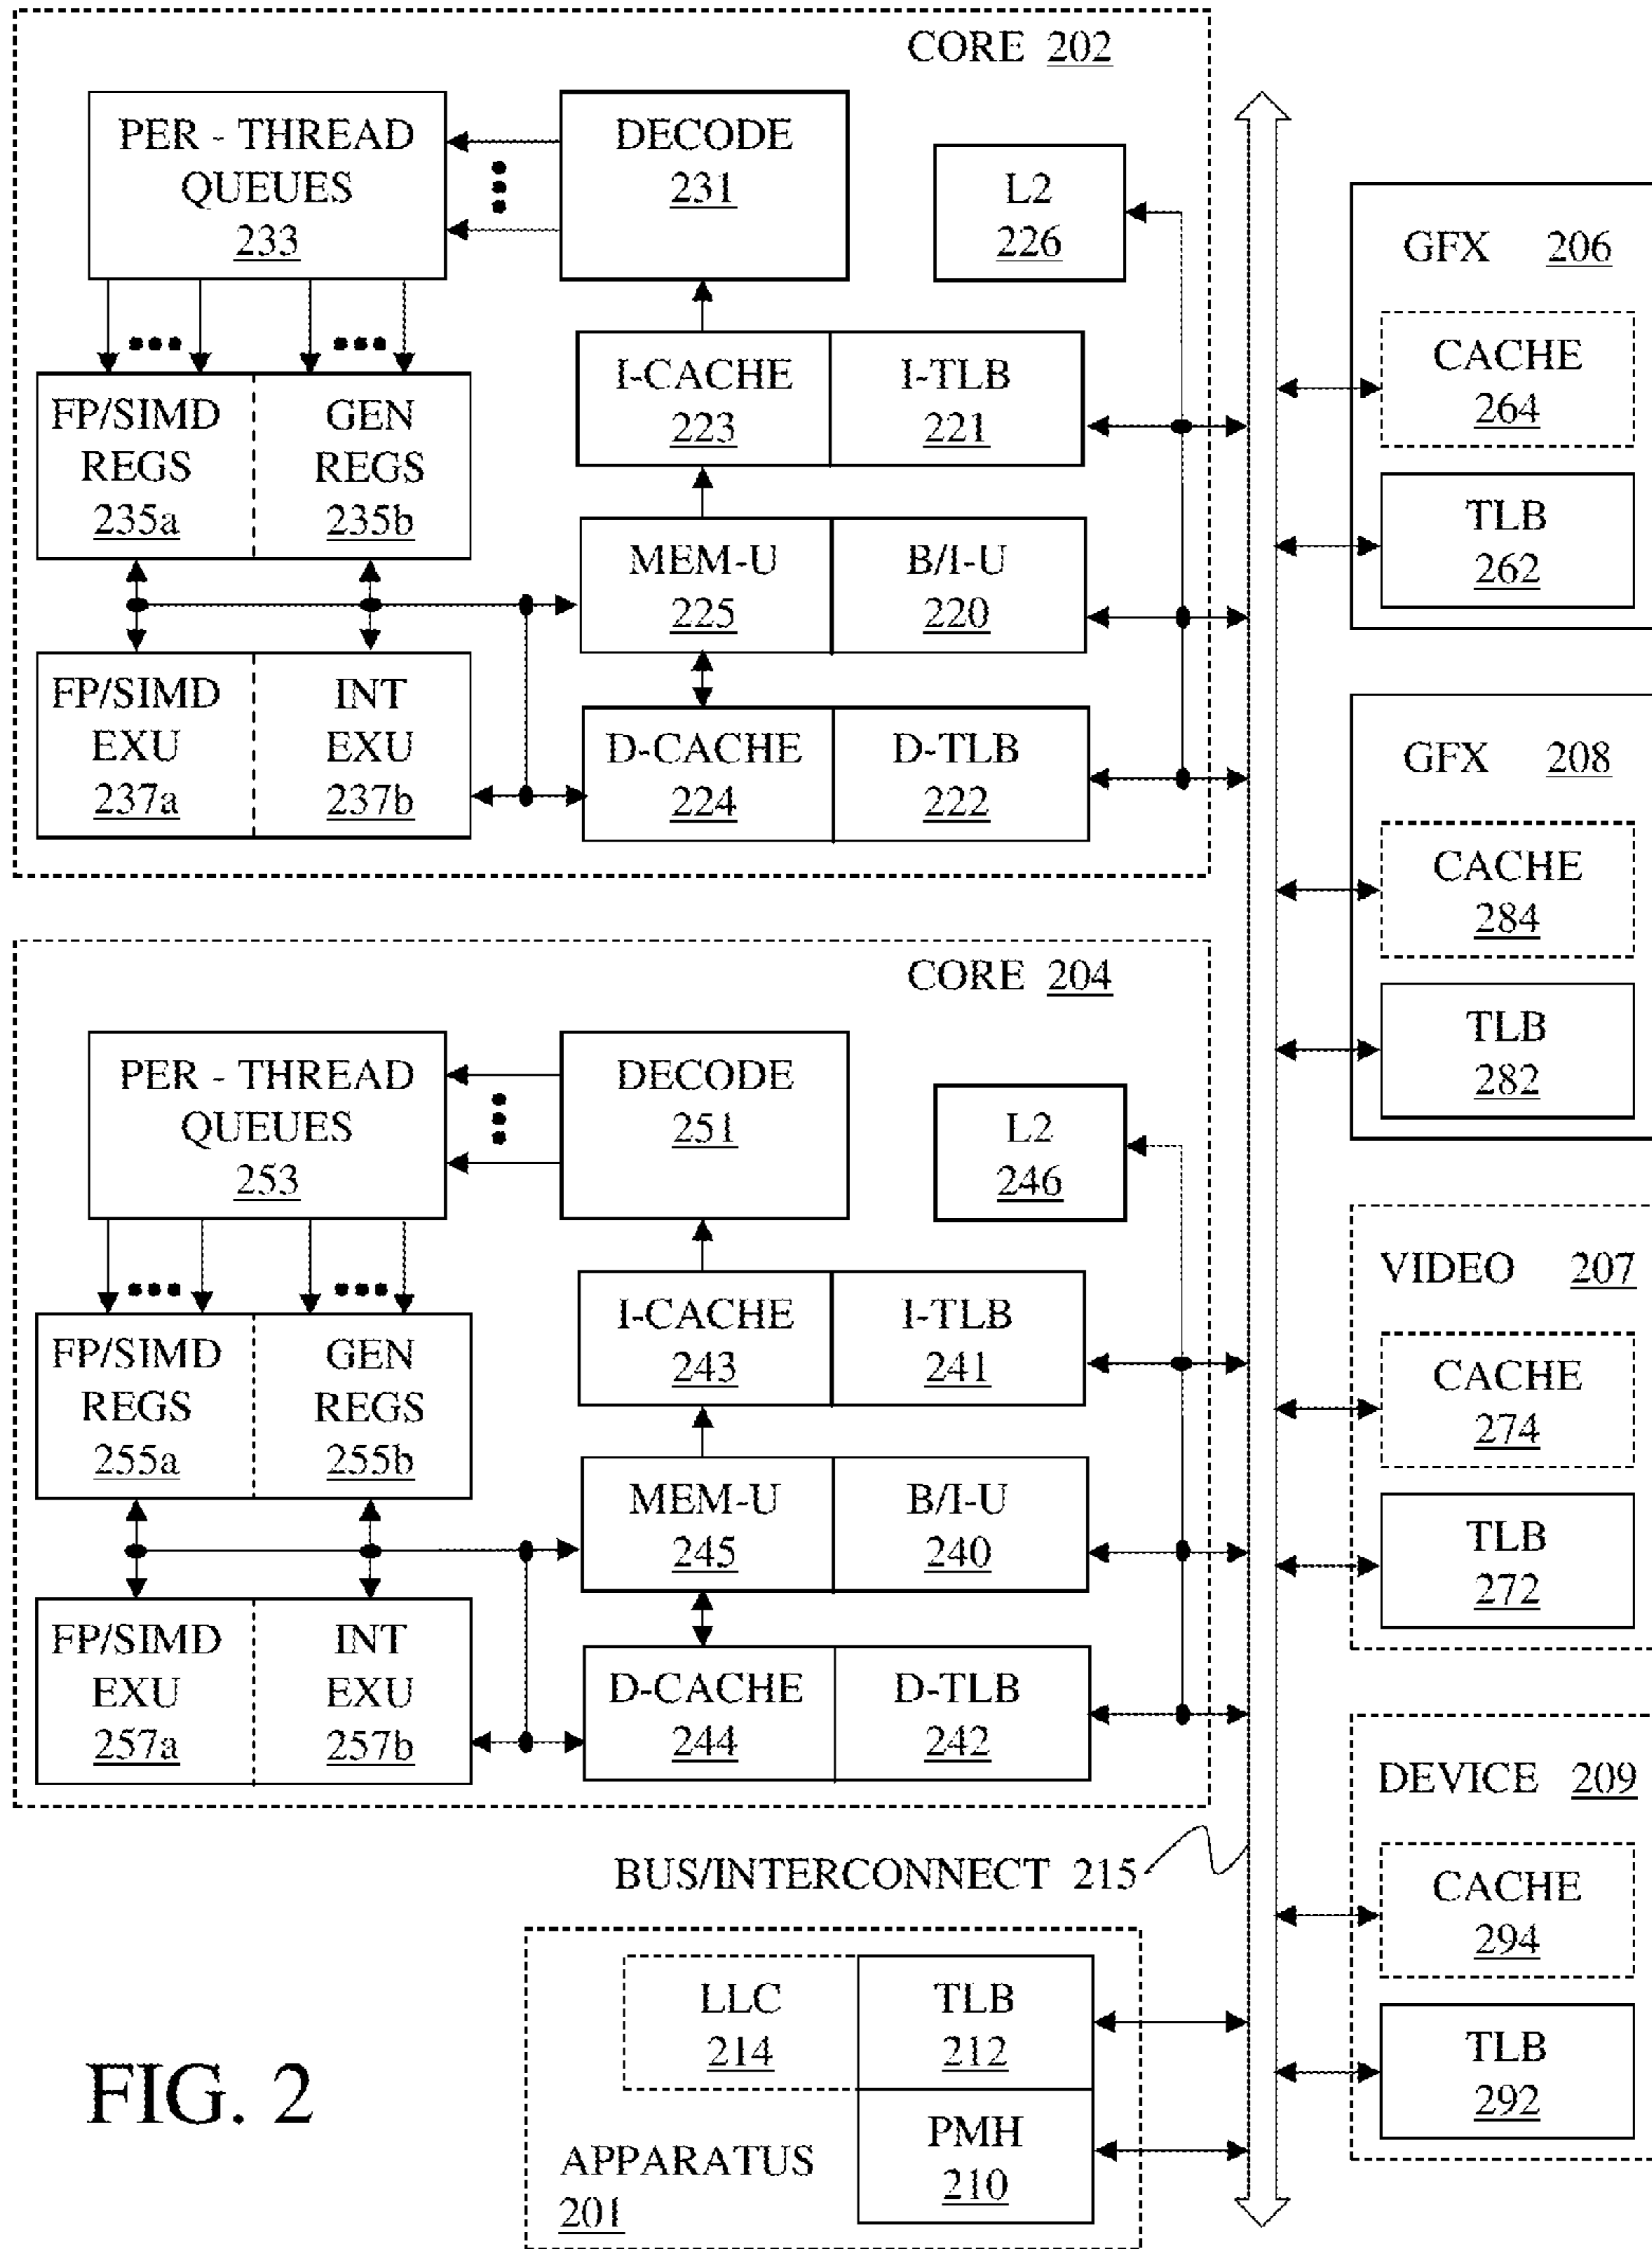 CORE 202
PER - THREAD
QUEUES
233
DECODE
231
L2
226
I-CACHE
223
I-TLB
221
FP/SIMD
REGS
235a
GEN
REGS
235b
MEM-U
225
B/I-U
220
FP/SIMD
EXU
237a
INT
EXU
237b
D-CACHE
224
D-TLB
222
CORE 204
PER - THREAD
QUEUES
253
DECODE
251
L2
246
I-CACHE
243
I-TLB
241
FP/SIMD
REGS
255a
GEN
REGS
255b
MEM-U
245
B/I-U
240
FP/SIMD
EXU
257a
INT
EXU
257b
D-CACHE
244
D-TLB
242
GFX 206
CACHE
264
TLB
262
GFX 208
CACHE
284
TLB
282
VIDEO 207
CACHE
274
TLB
272
DEVICE 209
CACHE
294
TLB
292
BUS/INTERCONNECT 215
LLC
214
TLB
212
PMH
210
APPARATUS
201
FIG. 2